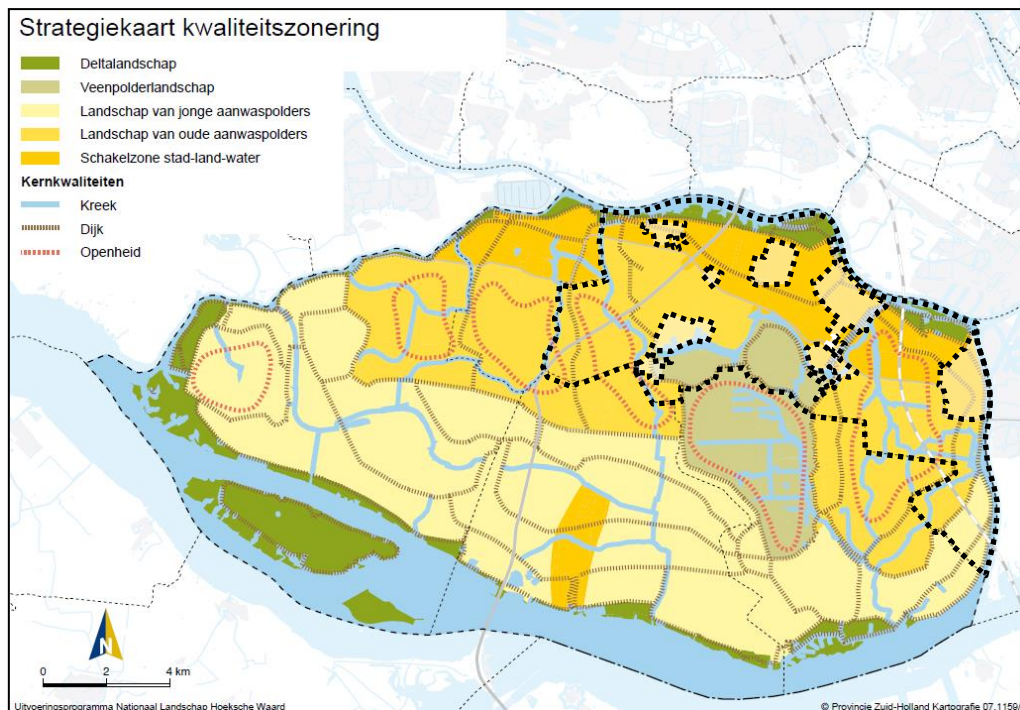 Strategiekaart kwaliteitszonering
Deltalandschap
Veenpolderlandschap
Landschap van jonge aanwaspolders
Landschap van oude aanwaspolders
Schakelzone stad-land-water
Kernkwaliteiten
Kreek
Dijk
Openheid
N
0 2 4 km
Uitvoeringsprogramma Nationaal Landschap Hoeksche Waard
© Provincie Zuid-Holland Kartografie 07.1159/